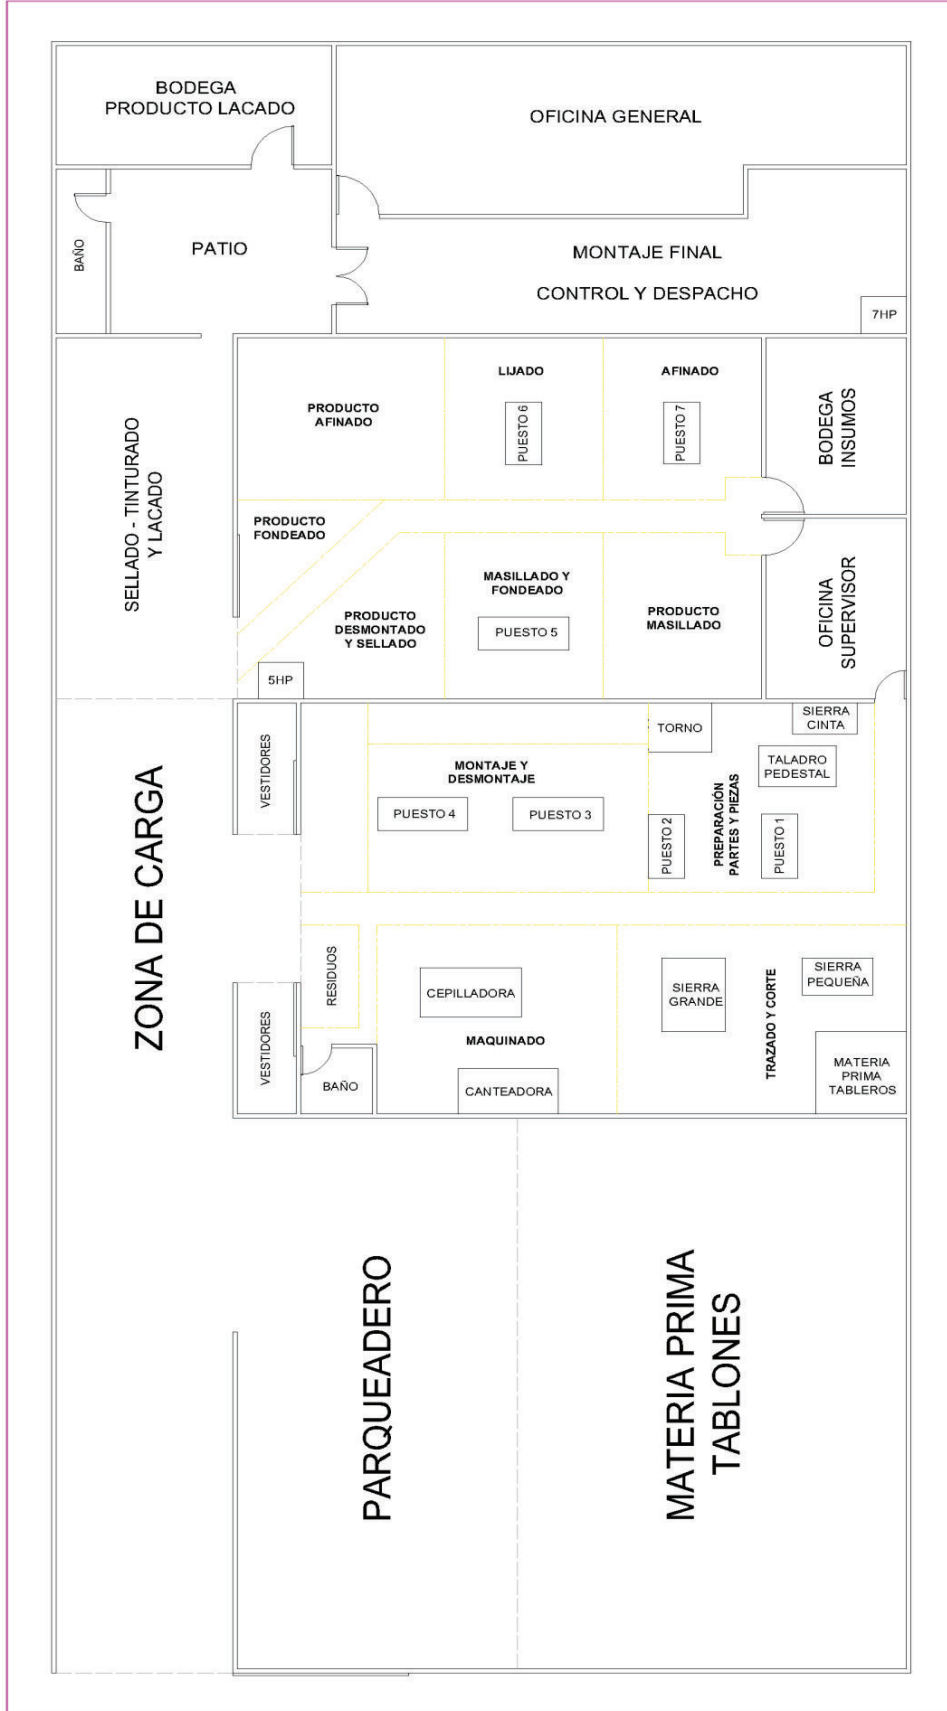 BODEGA
PRODUCTO LACADO
OFICINA GENERAL
BAÑO
PATIO
MONTAJE FINAL
CONTROL Y DESPACHO
7HP
SELLADO - TINTURADO
Y LACADO
PRODUCTO
AFINADO
LIJADO
PUESTO 6
AFINADO
PUESTO 7
BODEGA
INSUMOS
PRODUCTO
FONDEADO
PRODUCTO
DESMONTADO
Y SELLADO
MASILLADO Y
FONDEADO
PUESTO 5
PRODUCTO
MASILLADO
OFICINA
SUPERVISOR
5HP
ZONA DE CARGA
VESTIDORES
MONTAJE Y
DESMONTAJE
PUESTO 4
PUESTO 3
TORNO
SIERRA
CINTA
TALADRO
PEDESTAL
PUESTO 2
PREPARACIÓN
PARTES Y PIEZAS
PUESTO 1
VESTIDORES
RESIDUOS
BAÑO
CEPILLADORA
MAQUINADO
CANTEADORA
SIERRA
GRANDE
TRAZADO Y CORTE
SIERRA
PEQUEÑA
MATERIA
PRIMA
TABLEROS
PARQUEADERO
MATERIA PRIMA
TABLONES